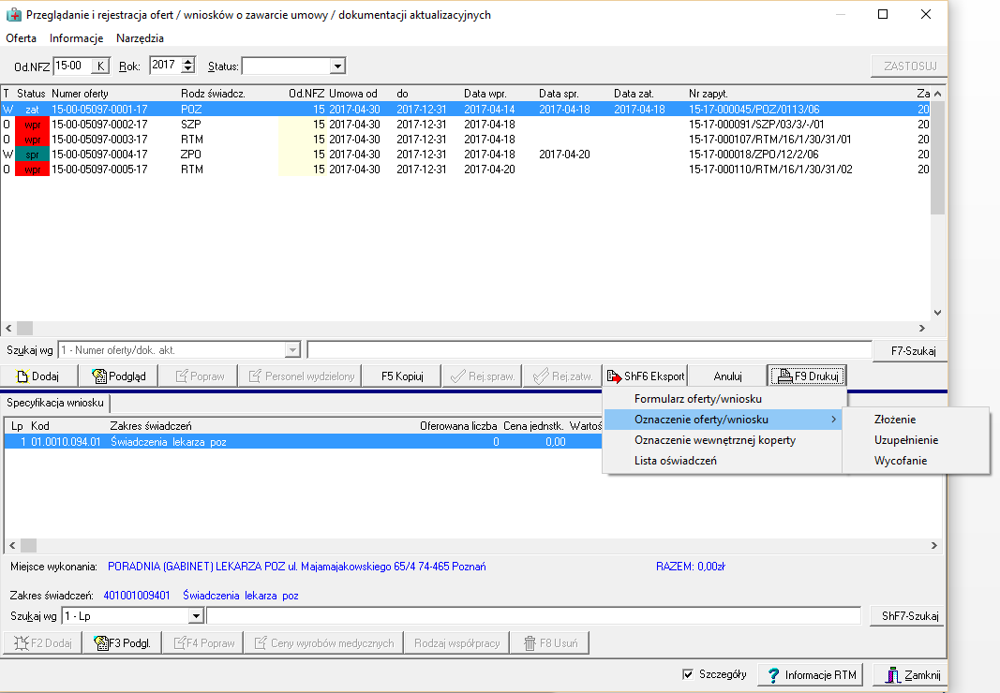 Przeglądanie i rejestracja ofert / wniosków o zawarcie umowy / dokumentacji aktualizacyjnych
Oferta Informacje Narzędzia
Od.NFZ 15-00 K Rok: 2017 Status: ZASTOSUJ
T Status Numer oferty Rodz świadcz. Od.NFZ Umowa od do Data wpr. Data spr. Data zat. Nr zapyt. Za
W zat 15-00-05097-0001-17 POZ 15 2017-04-30 2017-12-31 2017-04-14 2017-04-18 2017-04-18 15-17-000045/POZ/0113/06 20
O wpr. 15-00-05097-0002-17 SZP 15 2017-04-30 2017-12-31 2017-04-18 15-17-000091/SZP/03/3/-/01 20
O wpr. 15-00-05097-0003-17 RTM 15 2017-04-30 2017-12-31 2017-04-18 15-17-000107/RTM/16/1/30/31/01 20
W spr 15-00-05097-0004-17 ZPO 15 2017-04-30 2017-12-31 2017-04-18 2017-04-20 15-17-000018/ZPO/12/2/06 20
O wpr. 15-00-05097-0005-17 RTM 15 2017-04-30 2017-12-31 2017-04-20 15-17-000110/RTM/16/1/30/31/02 20
Szukaj wg 1 - Numer oferty/dok. akt. F7-Szukaj
Dodaj Podgląd Popraw Personel wydzielony F5 Kopiuj Rej.spraw. Rej.zatw. ShF6 Eksport Anuluj F9 Drukuj
Formularz oferty/wniosku
Oznaczenie oferty/wniosku
Oznaczenie wewnętrznej koperty
Lista oświadczeń
Złożenie
Uzupełnienie
Wycofanie
Specyfikacja wniosku
Lp Kod Zakres świadczeń Oferowana liczba Cena jednstk. Wartoś
1 01.0010.094.01 Świadczenia lekarza poz 0 0,00
Miejsce wykonania: PORADNIA (GABINET) LEKARZA POZ ul. Majamajakowskiego 65/4 74-465 Poznań RAZEM: 0,00zł
Zakres świadczeń: 401001009401 Świadczenia lekarza poz
Szukaj wg 1 - Lp ShF7-Szukaj
F2 Dodaj F3 Podgl. F4 Popraw Ceny wyrobów medycznych Rodzaj współpracy F8 Usuń
Szczegóły Informacje RTM Zamknij